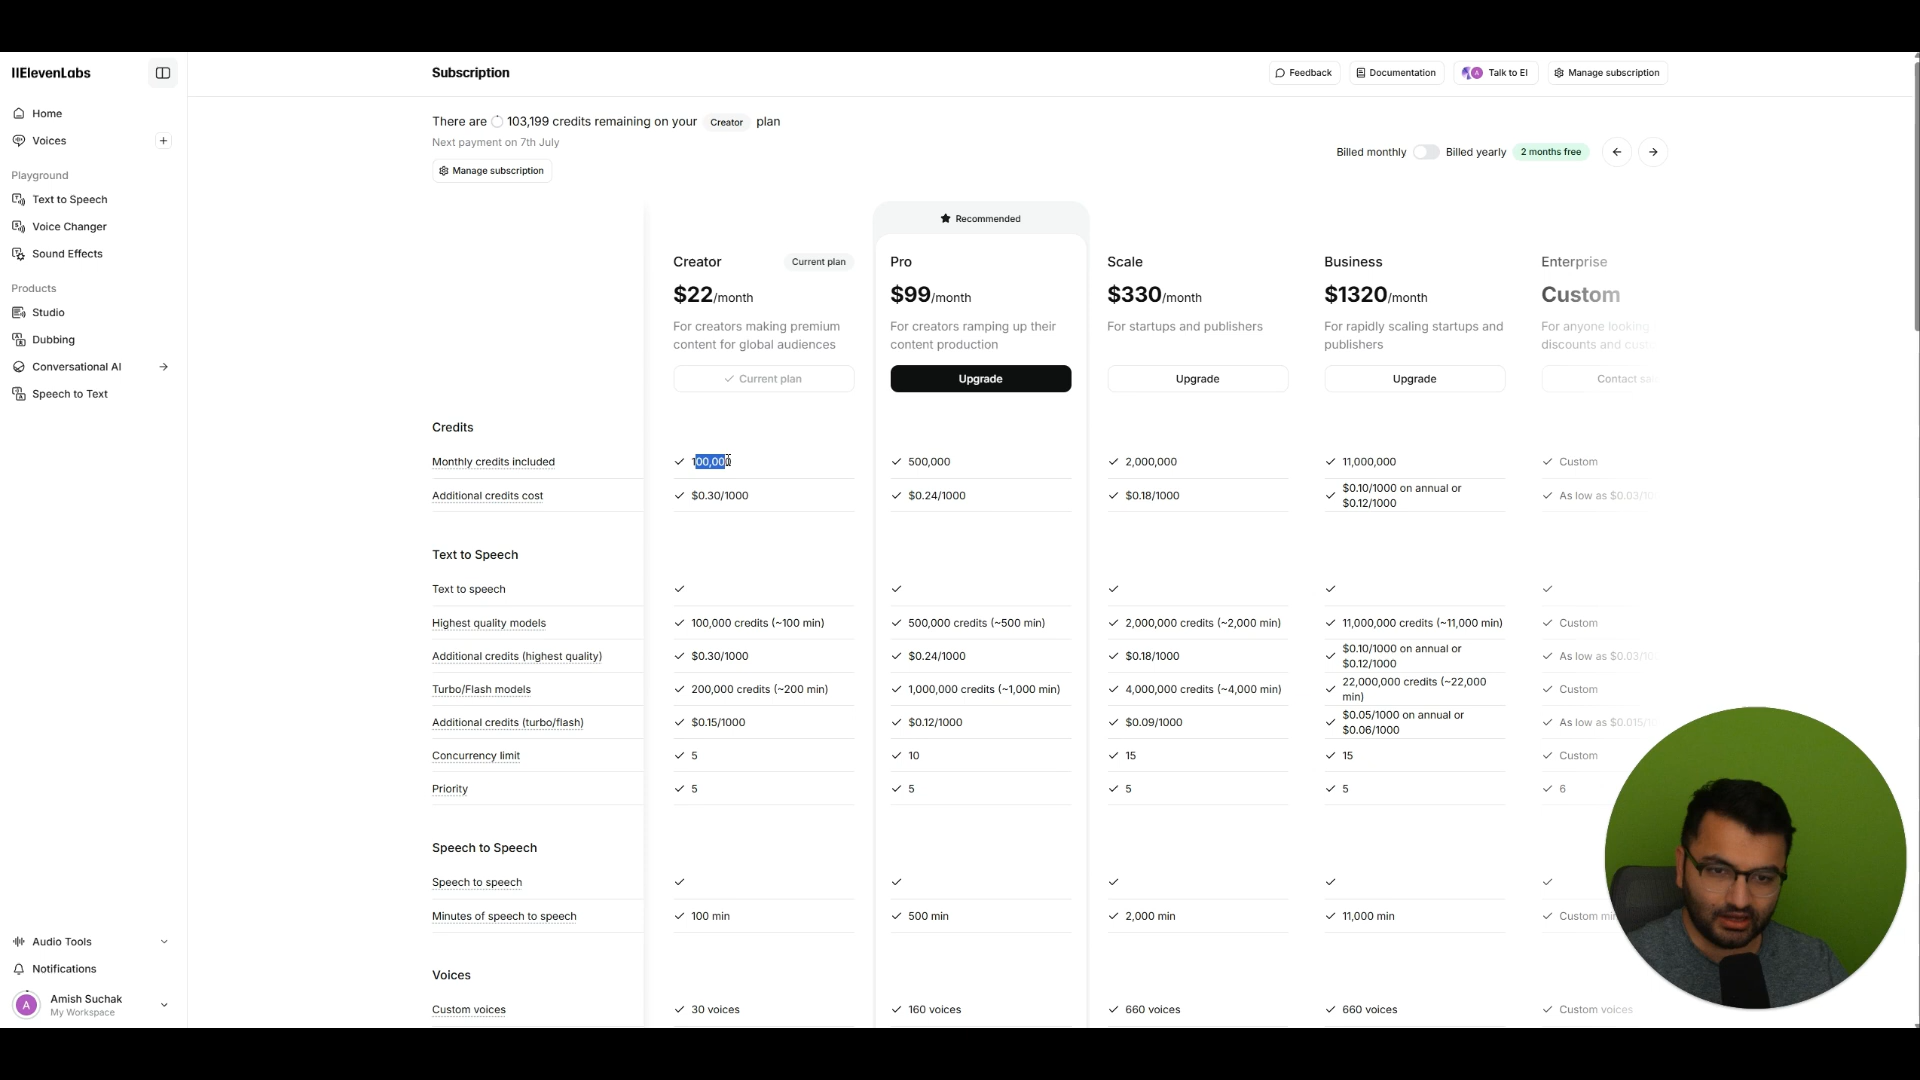 IIElevenLabs
Home
Voices
Playground
Text to Speech
Voice Changer
Sound Effects
Products
Studio
Dubbing
Conversational AI
Speech to Text
Audio Tools
Notifications
A
Amish Suchak
My Workspace
Subscription
Feedback
Documentation
Talk to El
Manage subscription
There are 103,199 credits remaining on your Creator plan
Next payment on 7th July
Manage subscription
Billed monthly Billed yearly 2 months free
Recommended
Creator Current plan Pro Scale Business Enterprise
$22/month $99/month $330/month $1320/month Custom
For creators making premium For creators ramping up their For startups and publishers For rapidly scaling startups and For anyone looking
content for global audiences content production publishers discounts and
Current plan Upgrade Upgrade Upgrade Contact
Credits
Monthly credits included 100,000 500,000 2,000,000 11,000,000 Custom
Additional credits cost $0.30/1000 $0.24/1000 $0.18/1000 $0.10/1000 on annual or $0.12/1000 As low as
Text to Speech
Text to speech
Highest quality models 100,000 credits (~100 min) 500,000 credits (~500 min) 2,000,000 credits (~2,000 min) 11,000,000 credits (~11,000 min) Custom
Additional credits (highest quality) $0.30/1000 $0.24/1000 $0.18/1000 $0.10/1000 on annual or $0.12/1000 As low as
Turbo/Flash models 200,000 credits (~200 min) 1,000,000 credits (~1,000 min) 4,000,000 credits (~4,000 min) 22,000,000 credits (~22,000 min) Custom
Additional credits (turbo/flash) $0.15/1000 $0.12/1000 $0.09/1000 $0.05/1000 on annual or $0.06/1000 As low as
Concurrency limit 5 10 15 15 Custom
Priority 5 5 5 5 6
Speech to Speech
Speech to speech
Minutes of speech to speech 100 min 500 min 2,000 min 11,000 min Custom
Voices
Custom voices 30 voices 160 voices 660 voices 660 voices Custom voices